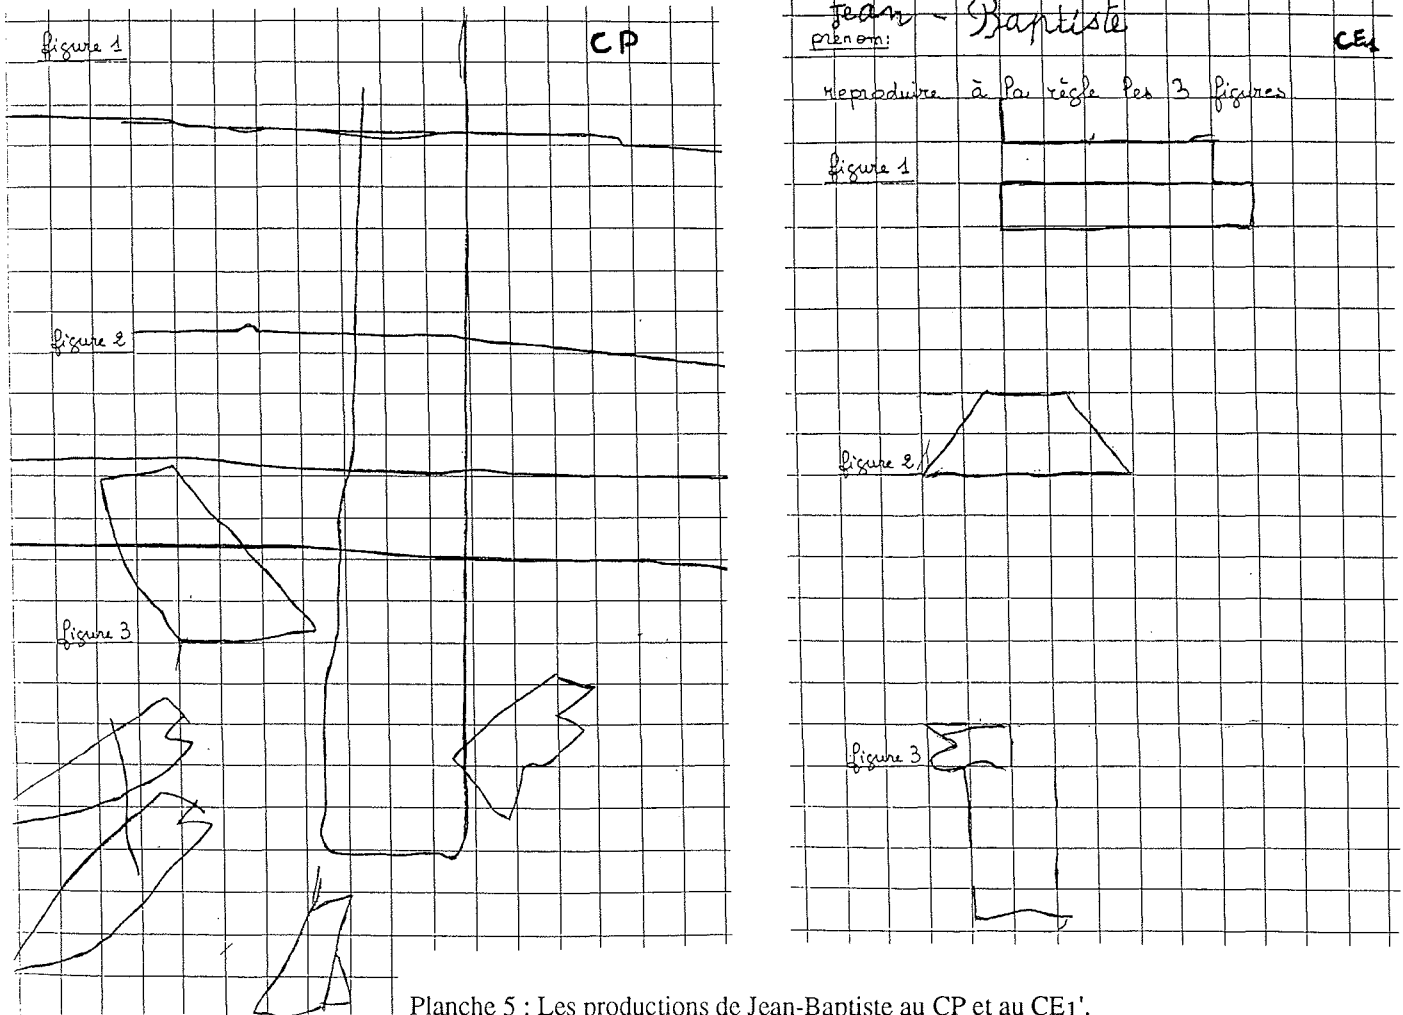 figure 1
CP
figure 2
figure 3
Jean - Baptiste
prénom:
CE1
reproduire à la règle les 3 figures
figure 1
figure 2
figure 3
Planche 5 : Les productions de Jean-Baptiste au CP et au CE1'.